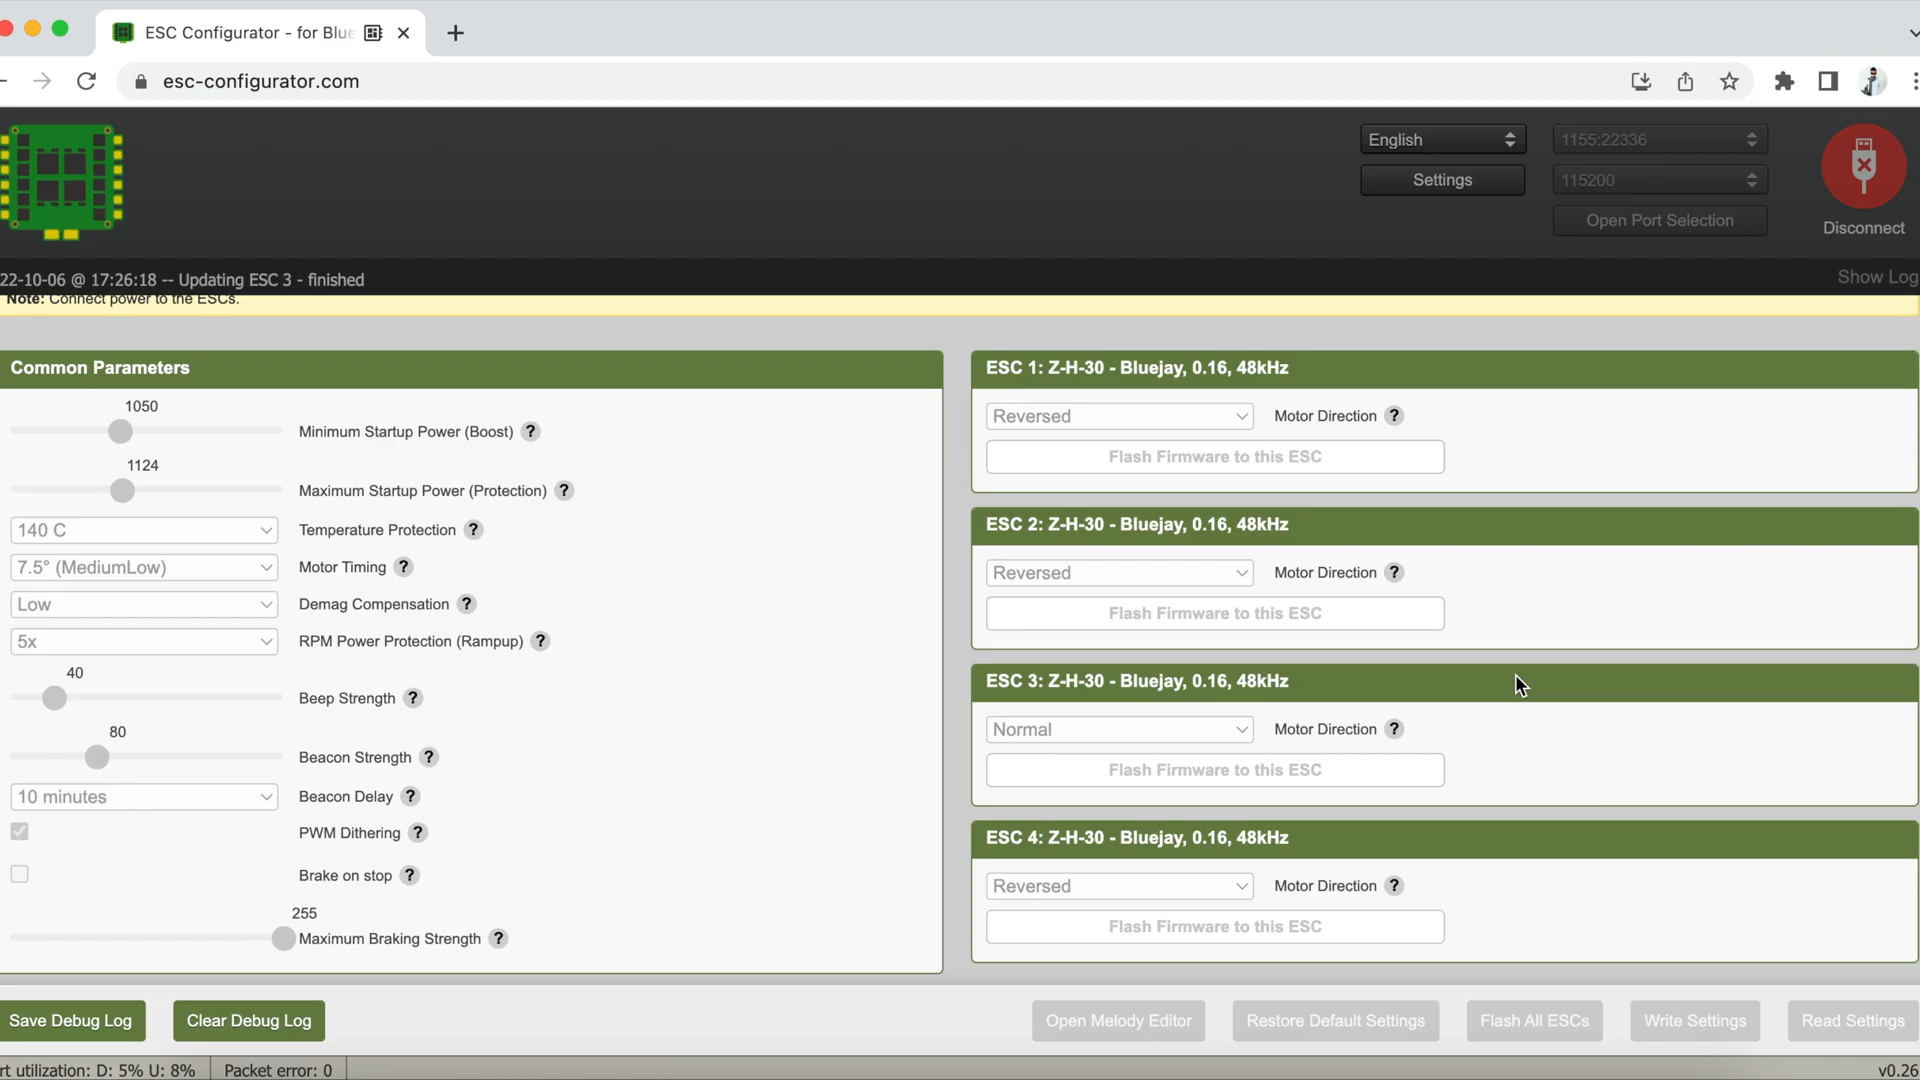 ESC Configurator - for Blue
esc-configurator.com
English
1155:22336
Settings
115200
Open Port Selection
Disconnect
22-10-06 @ 17:26:18 -- Updating ESC 3 - finished
Show Log
Note: Connect power to the ESCs.
Common Parameters
1050
Minimum Startup Power (Boost) ?
1124
Maximum Startup Power (Protection) ?
140 C
Temperature Protection ?
7.5° (MediumLow)
Motor Timing ?
Low
Demag Compensation ?
5x
RPM Power Protection (Rampup) ?
40
Beep Strength ?
80
Beacon Strength ?
10 minutes
Beacon Delay ?
PWM Dithering ?
Brake on stop ?
255
Maximum Braking Strength ?
ESC 1: Z-H-30 - Bluejay, 0.16, 48kHz
Reversed
Motor Direction ?
Flash Firmware to this ESC
ESC 2: Z-H-30 - Bluejay, 0.16, 48kHz
Reversed
Motor Direction ?
Flash Firmware to this ESC
ESC 3: Z-H-30 - Bluejay, 0.16, 48kHz
Normal
Motor Direction ?
Flash Firmware to this ESC
ESC 4: Z-H-30 - Bluejay, 0.16, 48kHz
Reversed
Motor Direction ?
Flash Firmware to this ESC
Save Debug Log
Clear Debug Log
Open Melody Editor
Restore Default Settings
Flash All ESCs
Write Settings
Read Settings
rt utilization: D: 5% U: 8%
Packet error: 0
v0.26